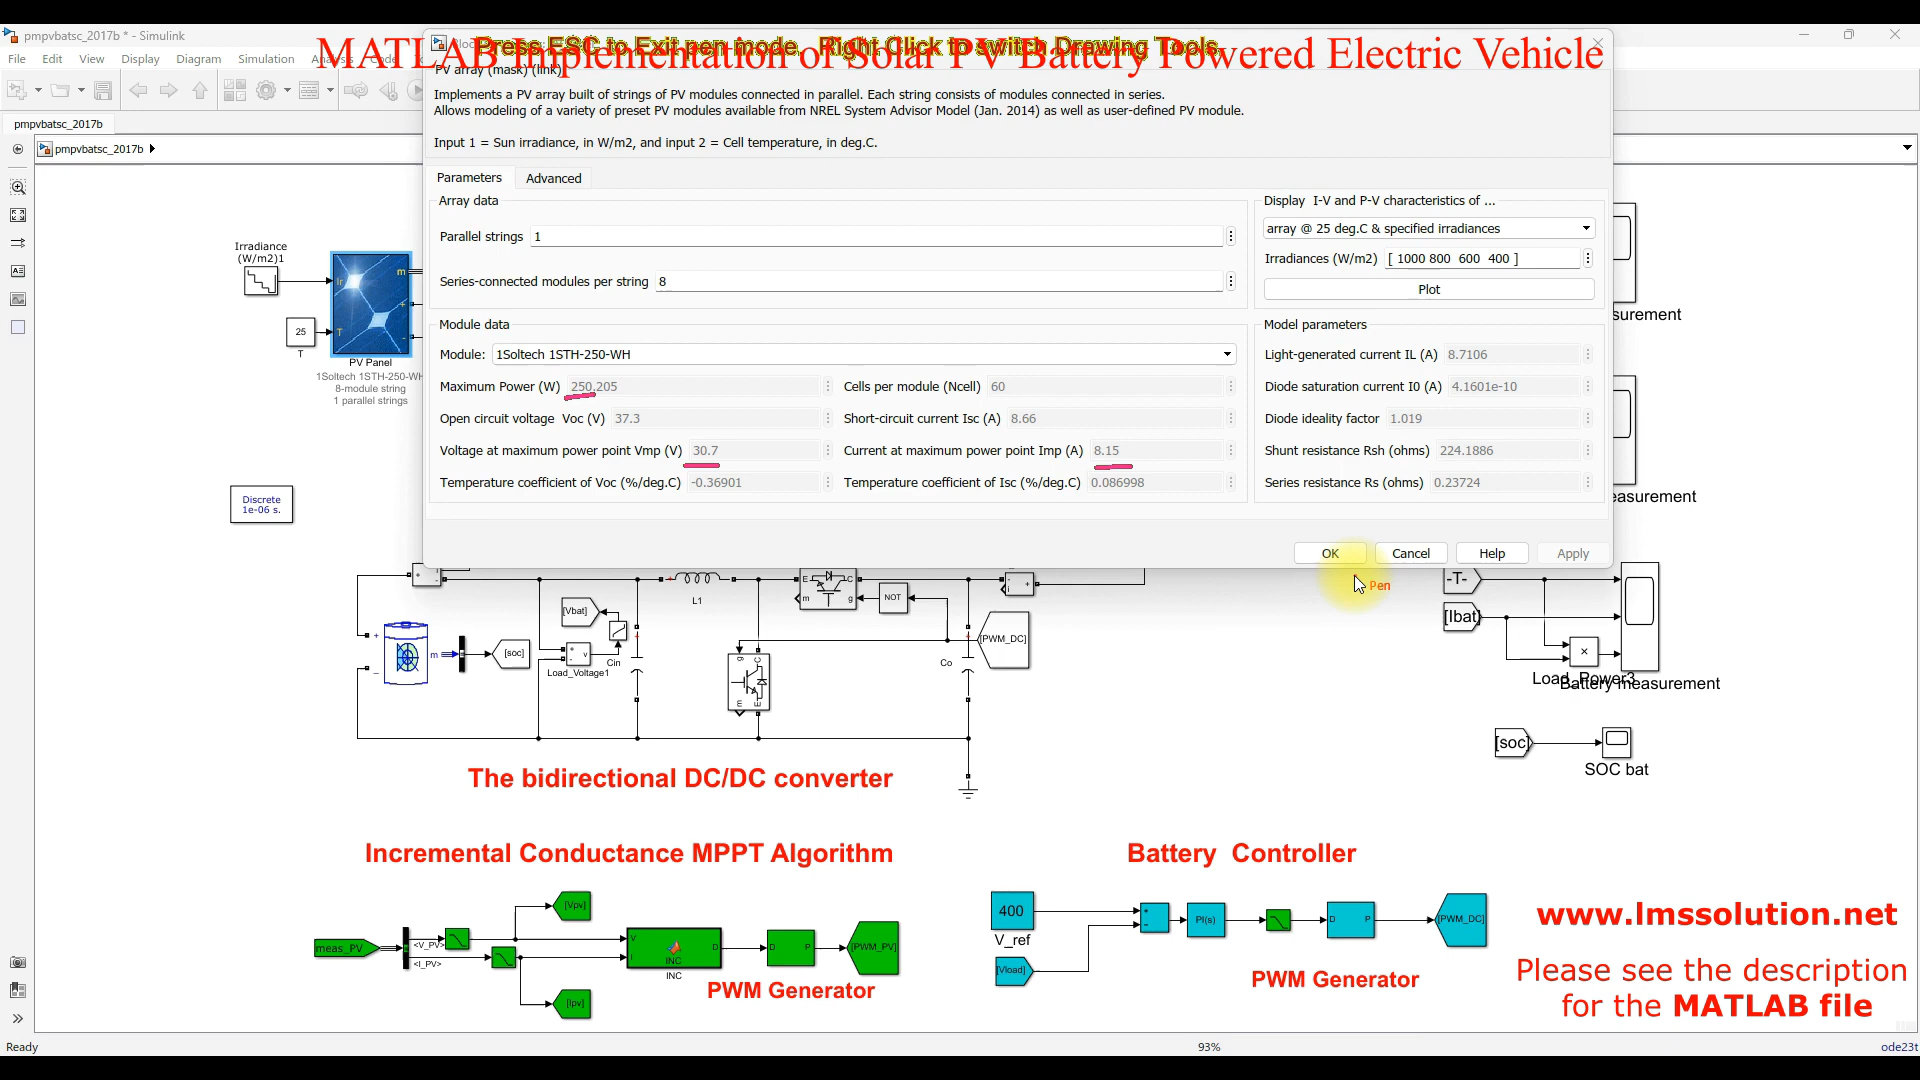 pmpvbatsc_2017b * - Simulink
MATLAB Implementation of Solar PV Battery Powered Electric Vehicle
Press ESC to Exit pen mode. Right Click to switch Drawing Tools.
File Edit View Display Diagram Simulation Analysis Code
PV array (mask) (link)
Implements a PV array built of strings of PV modules connected in parallel. Each string consists of modules connected in series.
Allows modeling of a variety of preset PV modules available from NREL System Advisor Model (Jan. 2014) as well as user-defined PV module.
Input 1 = Sun irradiance, in W/m2, and input 2 = Cell temperature, in deg.C.
pmpvbatsc_2017b
pmpvbatsc_2017b
Parameters Advanced
Array data
Parallel strings 1
Series-connected modules per string 8
Display I-V and P-V characteristics of ...
array @ 25 deg.C & specified irradiances
Irradiances (W/m2) [ 1000 800 600 400 ]
Plot
Module data
Module: 1Soltech 1STH-250-WH
Maximum Power (W) 250.205
Cells per module (Ncell) 60
Open circuit voltage Voc (V) 37.3
Short-circuit current Isc (A) 8.66
Voltage at maximum power point Vmp (V) 30.7
Current at maximum power point Imp (A) 8.15
Temperature coefficient of Voc (%/deg.C) -0.36901
Temperature coefficient of Isc (%/deg.C) 0.086998
Model parameters
Light-generated current IL (A) 8.7106
Diode saturation current I0 (A) 4.1601e-10
Diode ideality factor 1.019
Shunt resistance Rsh (ohms) 224.1886
Series resistance Rs (ohms) 0.23724
OK Cancel Help Apply
Pen
Irradiance
(W/m2)1
Ir
m
+
25
T
T
-
PV Panel
1Soltech 1STH-250-WH
8-module string
1 parallel strings
Discrete
1e-06 s.
surement
easurement
L1
E C
m g
NOT
- i +
[Vbat]
[soc]
m
+ - v
Load_Voltage1
Cin
g C
m E
Co
[PWM_DC]
-T-
[Ibat]
×
Load_Power3
Battery measurement
[soc]
SOC bat
The bidirectional DC/DC converter
Incremental Conductance MPPT Algorithm
Battery Controller
meas_PV
<V_PV>
<I_PV>
[Vpv]
[Ipv]
V
I
D
INC
INC
D P
[PWM_PV]
PWM Generator
400
V_ref
[Vload]
+
-
PI(s)
D P
[PWM_DC]
PWM Generator
www.lmssolution.net
Please see the description
for the MATLAB file
Ready
93%
ode23t